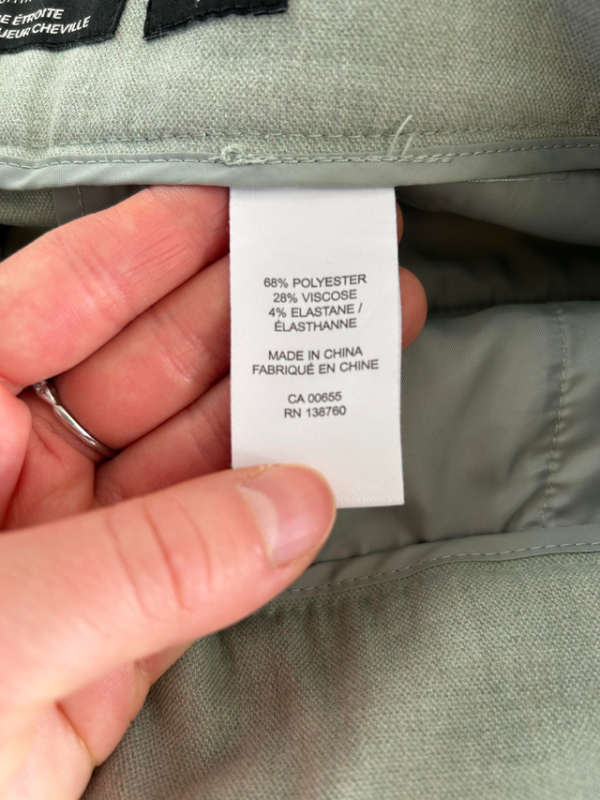 E ÉTROITE
UEUR CHEVILLE
68% POLYESTER
28% VISCOSE
4% ELASTANE /
ÉLASTHANNE
MADE IN CHINA
FABRIQUÉ EN CHINE
CA 00655
RN 138760